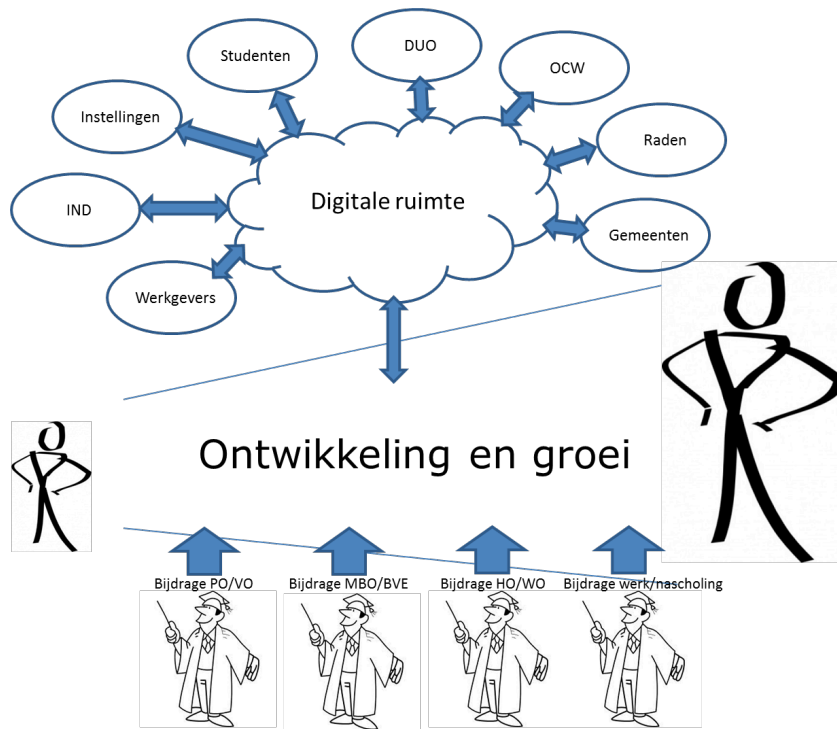 DUO
Studenten
OCW
Instellingen
Raden
IND
Digitale ruimte
Gemeenten
Werkgevers
Ontwikkeling en groei
Bijdrage PO/VO
Bijdrage MBO/BVE
Bijdrage HO/WO
Bijdrage werk/nascholing